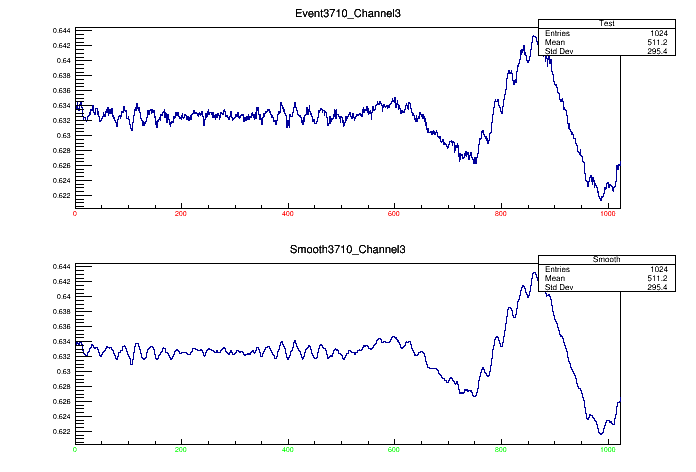 Event3710_Channel3
Test
Entries 1024
Mean 511.2
Std Dev 295.4
0.644
0.642
0.64
0.638
0.636
0.634
0.632
0.63
0.628
0.626
0.624
0.622
0 200 400 600 800 1000
Smooth3710_Channel3
Smooth
Entries 1024
Mean 511.2
Std Dev 295.4
0.644
0.642
0.64
0.638
0.636
0.634
0.632
0.63
0.628
0.626
0.624
0.622
0 200 400 600 800 1000